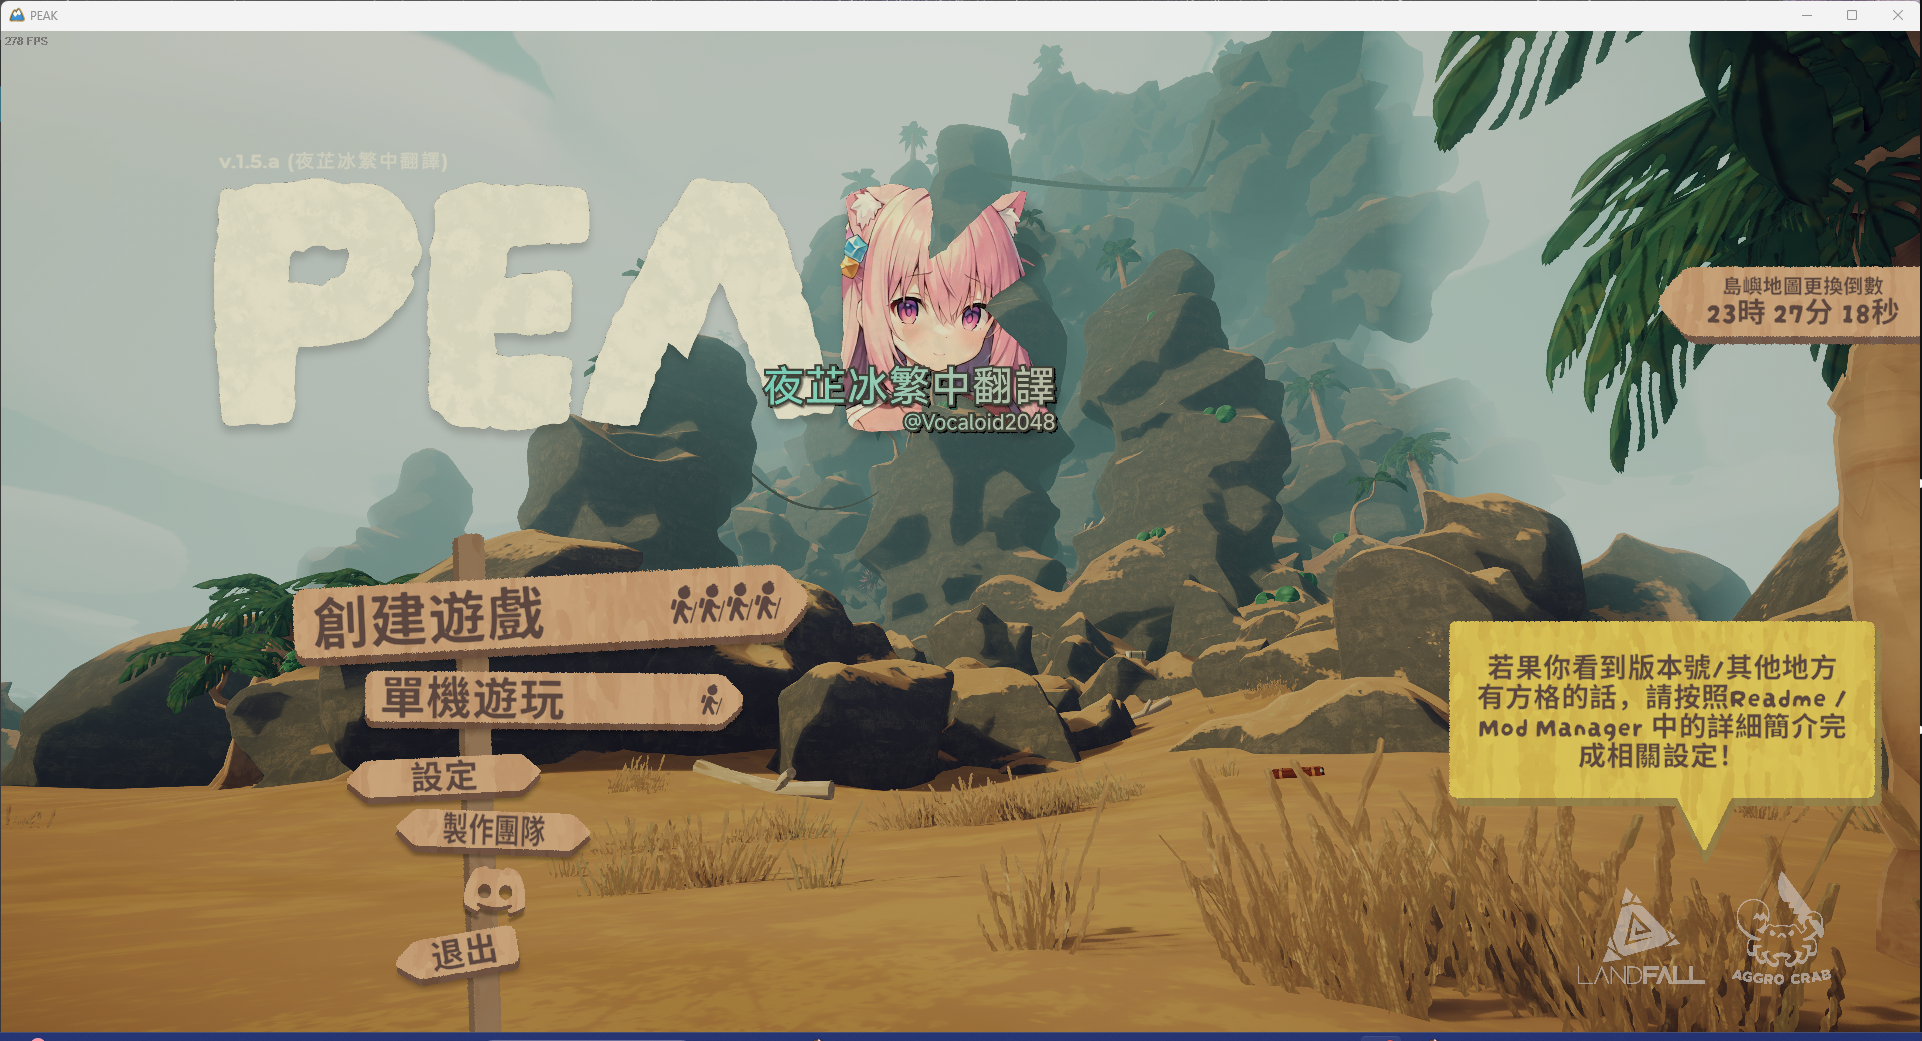 PEAK
278 FPS
v.1.5.a (夜芷冰繁中翻譯)
PEA
夜芷冰繁中翻譯
@Vocaloid2048
島嶼地圖更換倒數
23時 27分 18秒
創建遊戲
單機遊玩
設定
製作團隊
退出
若果你看到版本號/其他地方
有方格的話，請按照Readme /
Mod Manager 中的詳細簡介完
成相關設定！
LANDFALL
AGGRO CRAB